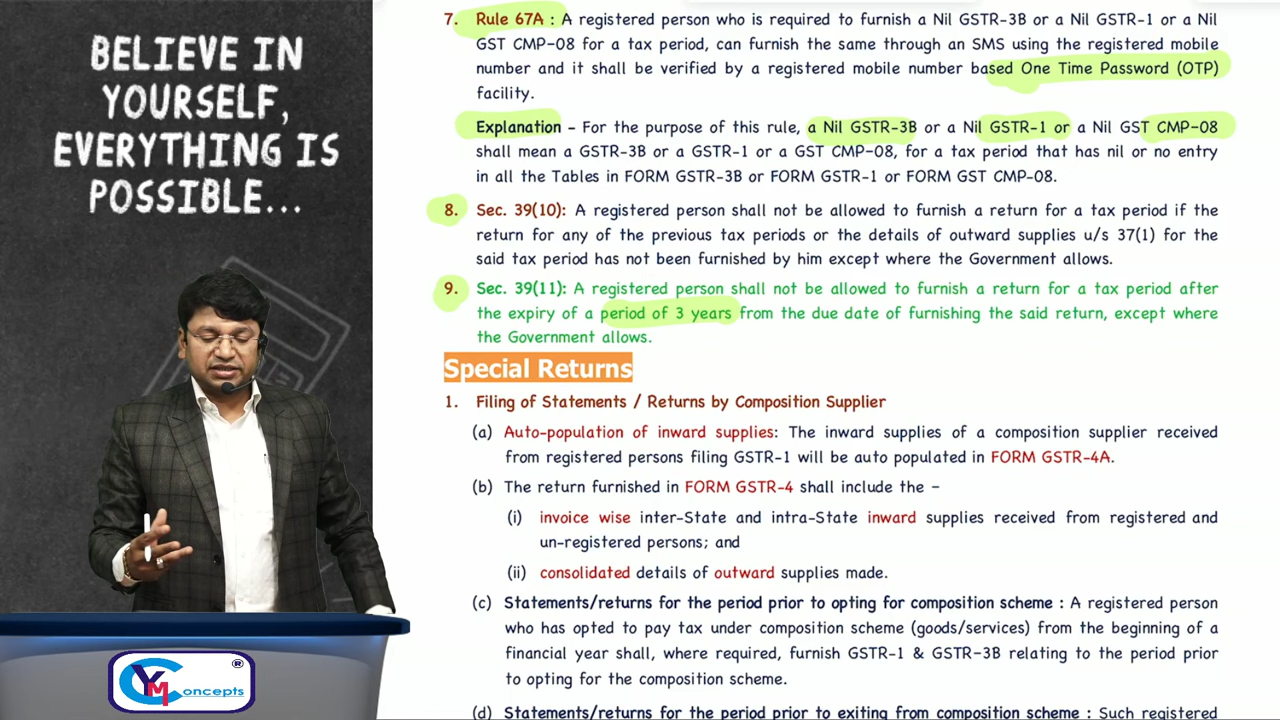 BELIEVE IN
YOURSELF,
EVERYTHING IS
POSSIBLE...
7. Rule 67A : A registered person who is required to furnish a Nil GSTR-3B or a Nil GSTR-1 or a Nil
GST CMP-08 for a tax period, can furnish the same through an SMS using the registered mobile
number and it shall be verified by a registered mobile number based One Time Password (OTP)
facility.
Explanation - For the purpose of this rule, a Nil GSTR-3B or a Nil GSTR-1 or a Nil GST CMP-08
shall mean a GSTR-3B or a GSTR-1 or a GST CMP-08, for a tax period that has nil or no entry
in all the Tables in FORM GSTR-3B or FORM GSTR-1 or FORM GST CMP-08.
8. Sec. 39(10): A registered person shall not be allowed to furnish a return for a tax period if the
return for any of the previous tax periods or the details of outward supplies u/s 37(1) for the
said tax period has not been furnished by him except where the Government allows.
9. Sec. 39(11): A registered person shall not be allowed to furnish a return for a tax period after
the expiry of a period of 3 years from the due date of furnishing the said return, except where
the Government allows.
Special Returns
1. Filing of Statements / Returns by Composition Supplier
(a) Auto-population of inward supplies: The inward supplies of a composition supplier received
from registered persons filing GSTR-1 will be auto populated in FORM GSTR-4A.
(b) The return furnished in FORM GSTR-4 shall include the -
(i) invoice wise inter-State and intra-State inward supplies received from registered and
un-registered persons; and
(ii) consolidated details of outward supplies made.
(c) Statements/returns for the period prior to opting for composition scheme : A registered person
who has opted to pay tax under composition scheme (goods/services) from the beginning of a
financial year shall, where required, furnish GSTR-1 & GSTR-3B relating to the period prior
to opting for the composition scheme.
(d) Statements/returns for the period prior to exiting from composition scheme : Such registered
YMConcepts ®